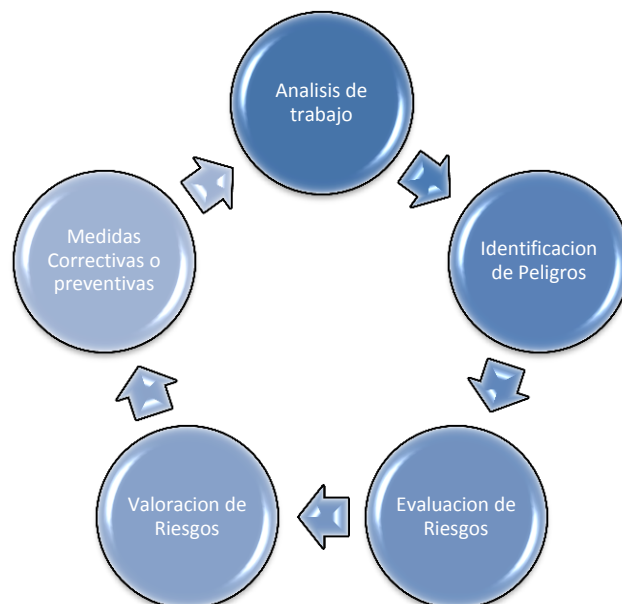 Analisis de
trabajo
Identificacion
de Peligros
Evaluacion de
Riesgos
Valoracion de
Riesgos
Medidas
Correctivas o
preventivas